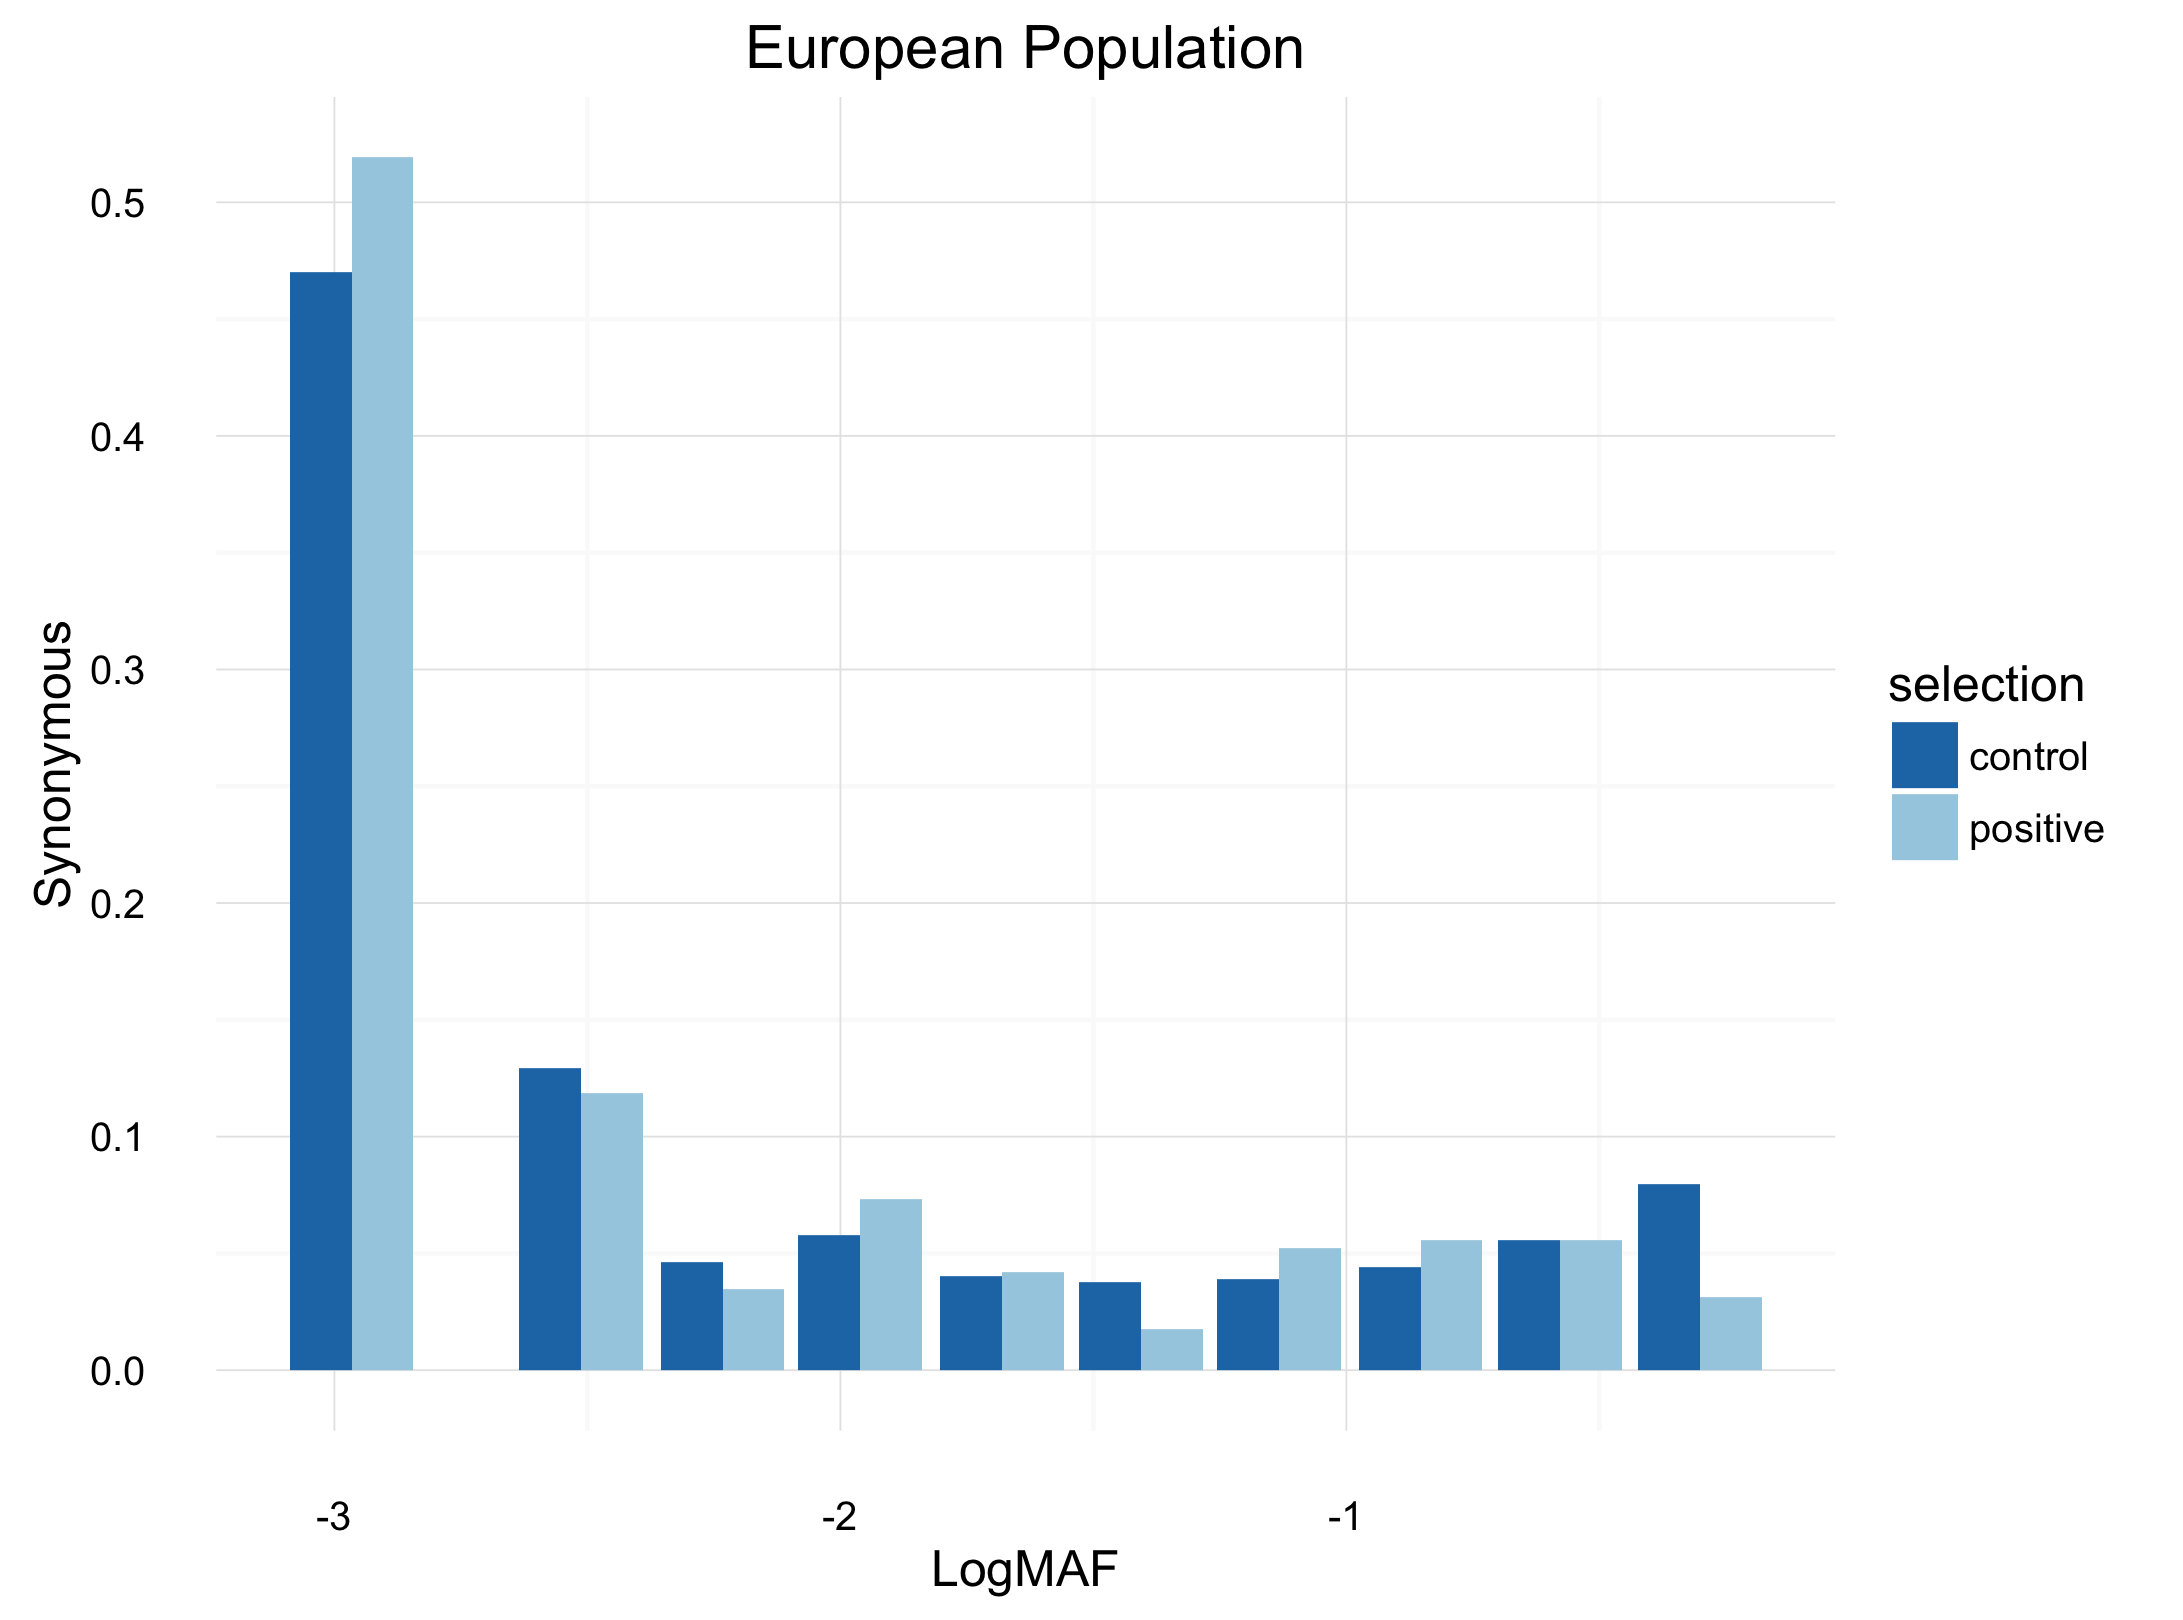 European Population
Synonymous
0.5
0.4
0.3
0.2
0.1
0.0
-3
-2
-1
LogMAF
selection
control
positive